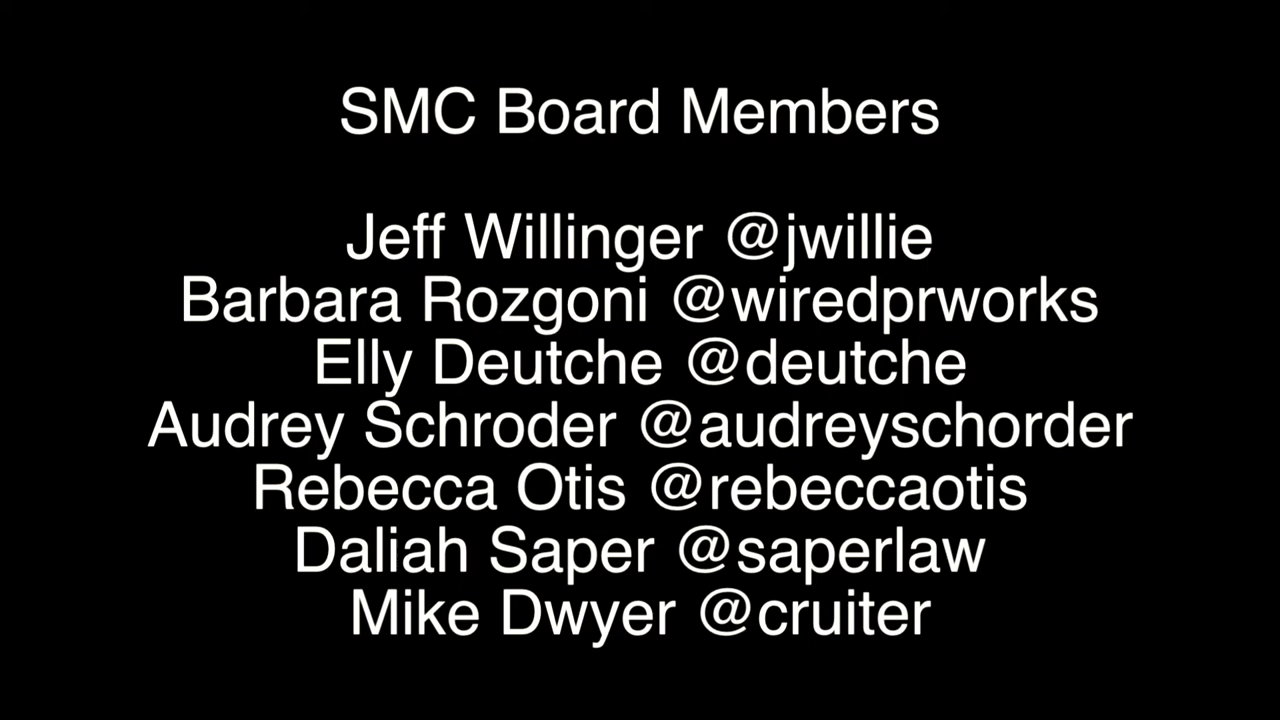 SMC Board Members
Jeff Willinger @jwillie
Barbara Rozgoni @wiredprworks
Elly Deutche @deutche
Audrey Schroder @audreyschorder
Rebecca Otis @rebeccaotis
Daliah Saper @saperlaw
Mike Dwyer @cruiter